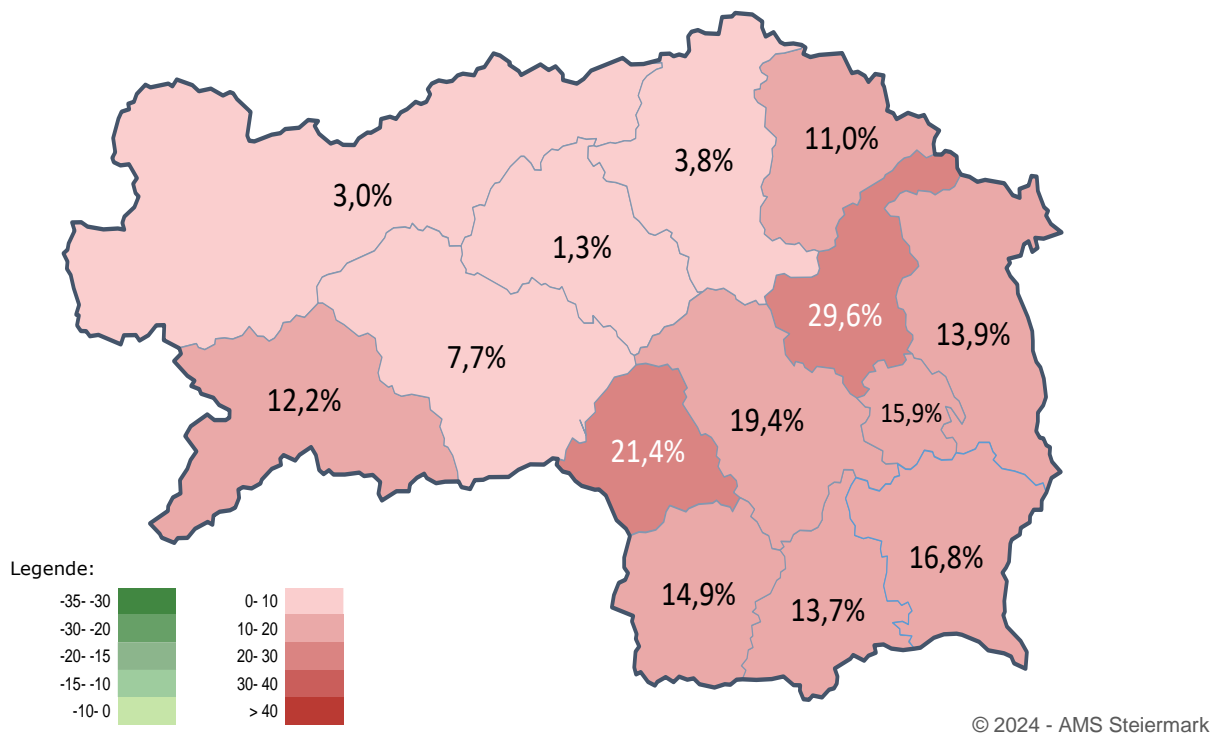 11,0%
3,8%
3,0%
1,3%
29,6%
13,9%
7,7%
12,2%
15,9%
19,4%
21,4%
16,8%
14,9%
13,7%
Legende:
-35- -30 0- 10
-30- -20 10- 20
-20- -15 20- 30
-15- -10 30- 40
-10- 0 > 40
© 2024 - AMS Steiermark